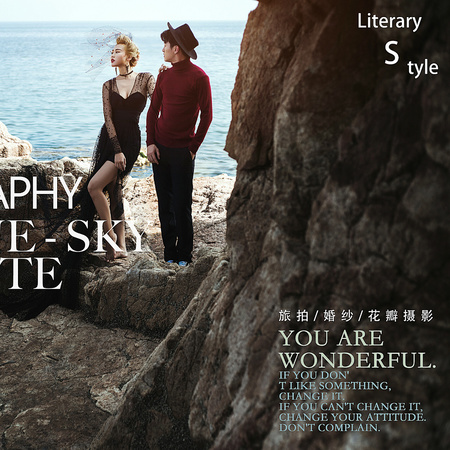 Literary
S
tyle
APHY
E - SKY
TE
旅拍/婚纱/花瓣摄影
YOU ARE
WONDERFUL.
IF YOU DON'
T LIKE SOMETHING,
CHANGE IT.
IF YOU CAN'T CHANGE IT,
CHANGE YOUR ATTITUDE.
DON'T COMPLAIN.